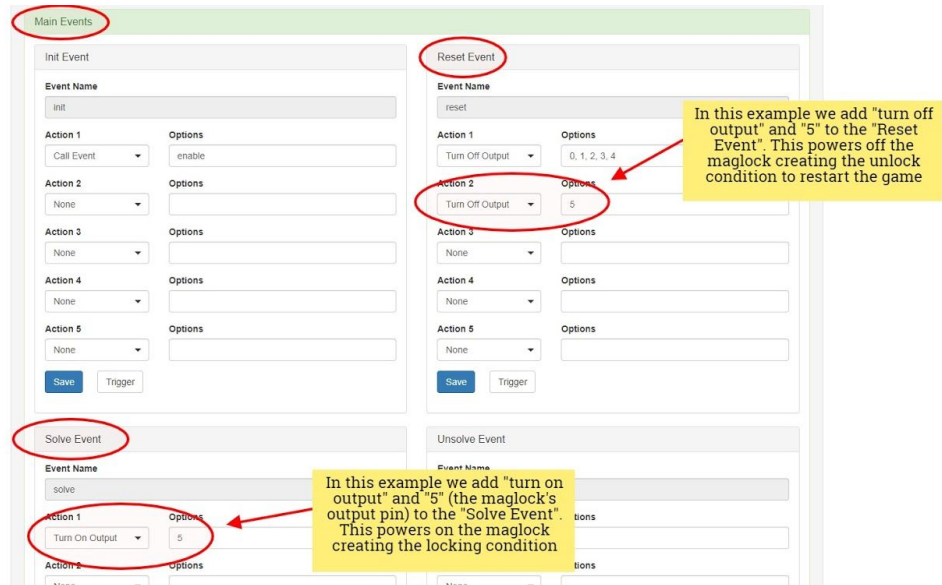 Main Events
Init Event
Event Name
init
Action 1 Options
Call Event enable
Action 2 Options
None
Action 3 Options
None
Action 4 Options
None
Action 5 Options
None
Save Trigger
Reset Event
Event Name
reset
Action 1 Options
Turn Off Output 0, 1, 2, 3, 4
Action 2 Options
Turn Off Output 5
Action 3 Options
None
Action 4 Options
None
Action 5 Options
None
Save Trigger
In this example we add "turn off
output" and "5" to the "Reset
Event". This powers off the
maglock creating the unlock
condition to restart the game
Solve Event
Event Name
solve
Action 1 Options
Turn On Output 5
Action 2 Options
None
In this example we add "turn on
output" and "5" (the maglock's
output pin) to the "Solve Event".
This powers on the maglock
creating the locking condition
Unsolve Event
Event Name
None